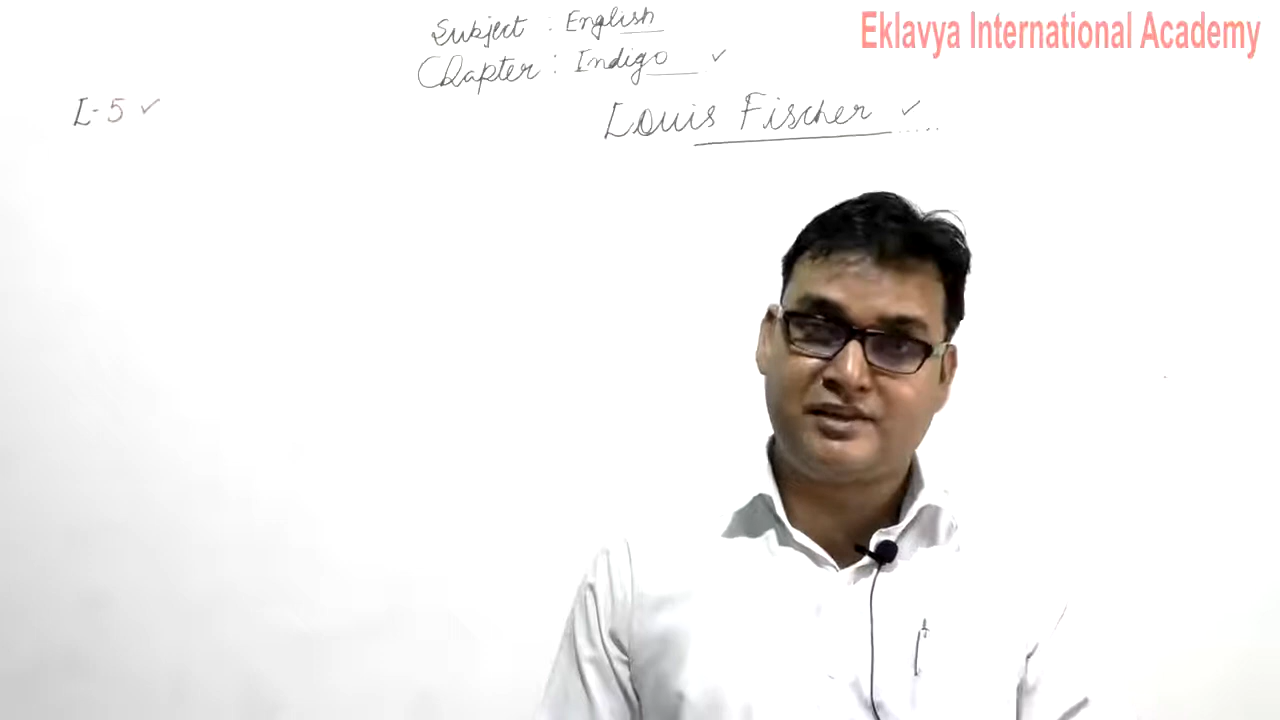 Subject : English
Eklavya International Academy
Chapter : Indigo ✓
L-5 ✓
Louis Fischer ✓ .....